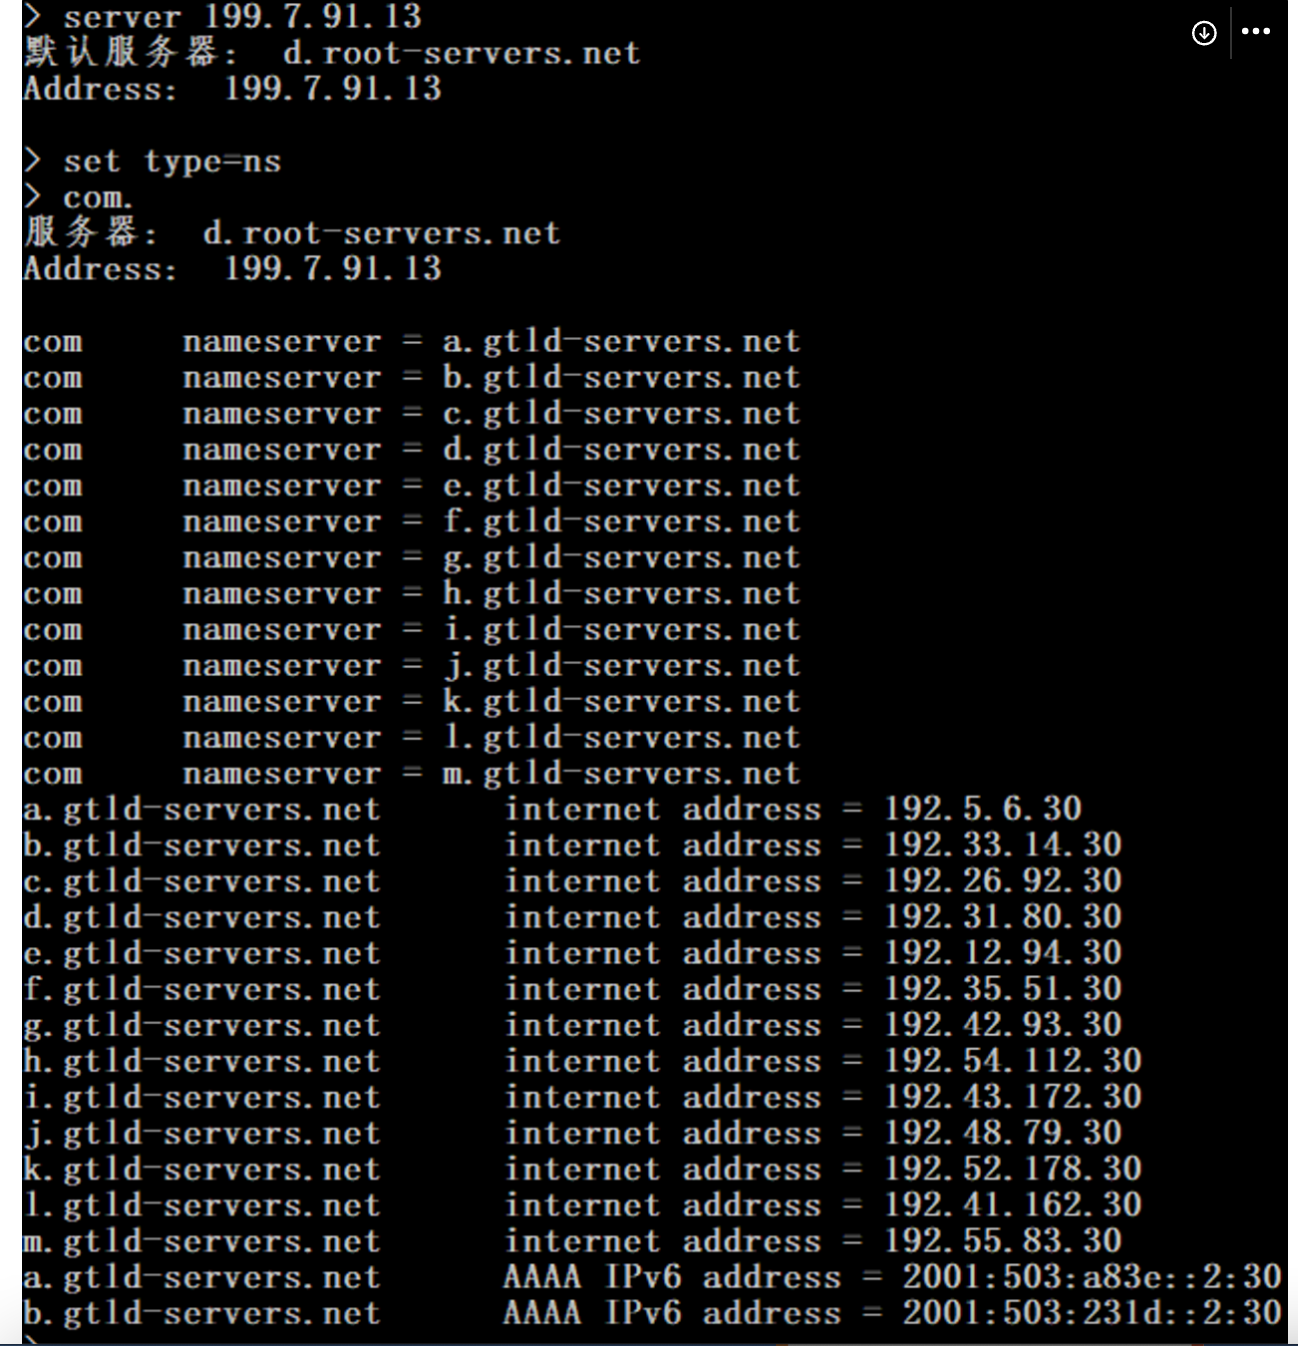 > server 199.7.91.13
默认服务器:  d.root-servers.net
Address:  199.7.91.13
> set type=ns
> com.
服务器:  d.root-servers.net
Address:  199.7.91.13
com     nameserver = a.gtld-servers.net
com     nameserver = b.gtld-servers.net
com     nameserver = c.gtld-servers.net
com     nameserver = d.gtld-servers.net
com     nameserver = e.gtld-servers.net
com     nameserver = f.gtld-servers.net
com     nameserver = g.gtld-servers.net
com     nameserver = h.gtld-servers.net
com     nameserver = i.gtld-servers.net
com     nameserver = j.gtld-servers.net
com     nameserver = k.gtld-servers.net
com     nameserver = l.gtld-servers.net
com     nameserver = m.gtld-servers.net
a.gtld-servers.net      internet address = 192.5.6.30
b.gtld-servers.net      internet address = 192.33.14.30
c.gtld-servers.net      internet address = 192.26.92.30
d.gtld-servers.net      internet address = 192.31.80.30
e.gtld-servers.net      internet address = 192.12.94.30
f.gtld-servers.net      internet address = 192.35.51.30
g.gtld-servers.net      internet address = 192.42.93.30
h.gtld-servers.net      internet address = 192.54.112.30
i.gtld-servers.net      internet address = 192.43.172.30
j.gtld-servers.net      internet address = 192.48.79.30
k.gtld-servers.net      internet address = 192.52.178.30
l.gtld-servers.net      internet address = 192.41.162.30
m.gtld-servers.net      internet address = 192.55.83.30
a.gtld-servers.net      AAAA IPv6 address = 2001:503:a83e::2:30
b.gtld-servers.net      AAAA IPv6 address = 2001:503:231d::2:30